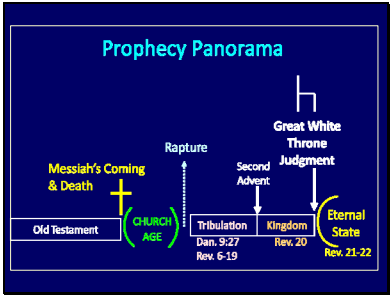 Prophecy Panorama
Great White
Throne
Judgment
Rapture
Second
Advent
Messiah's Coming
& Death
Old Testament
CHURCH
AGE
Tribulation
Kingdom
Dan. 9:27
Rev. 6-19
Rev. 20
Eternal
State
Rev. 21-22